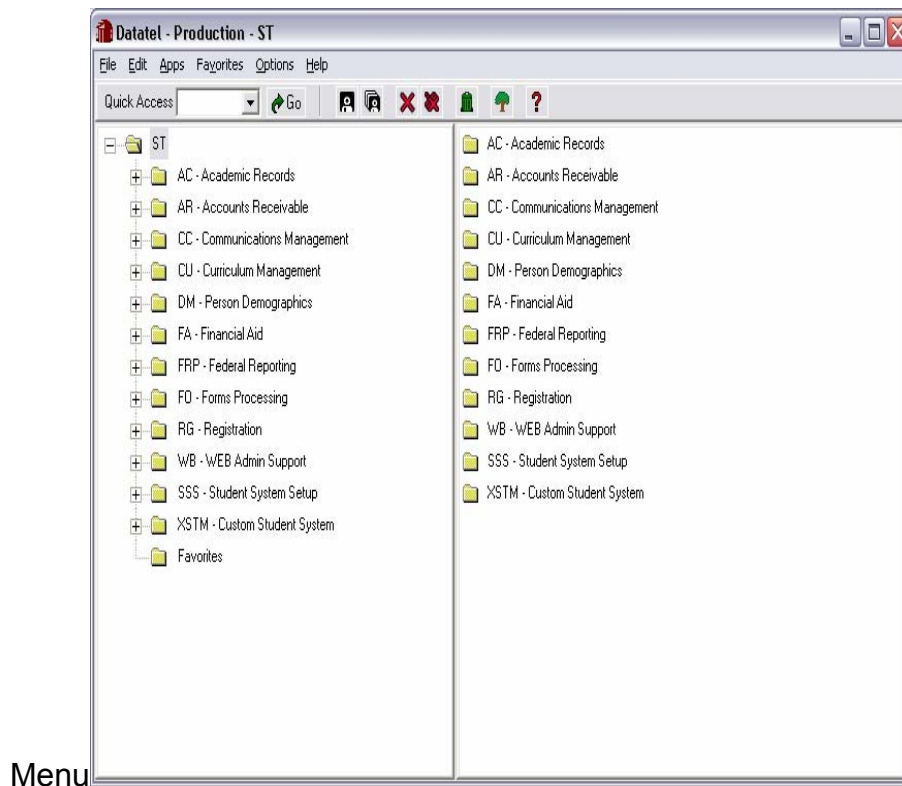 Datatel - Production - ST
File Edit Apps Favorites Options Help
Quick Access Go ?
ST
AC - Academic Records
AR - Accounts Receivable
CC - Communications Management
CU - Curriculum Management
DM - Person Demographics
FA - Financial Aid
FRP - Federal Reporting
FO - Forms Processing
RG - Registration
WB - WEB Admin Support
SSS - Student System Setup
XSTM - Custom Student System
Favorites
AC - Academic Records
AR - Accounts Receivable
CC - Communications Management
CU - Curriculum Management
DM - Person Demographics
FA - Financial Aid
FRP - Federal Reporting
FO - Forms Processing
RG - Registration
WB - WEB Admin Support
SSS - Student System Setup
XSTM - Custom Student System
Menu